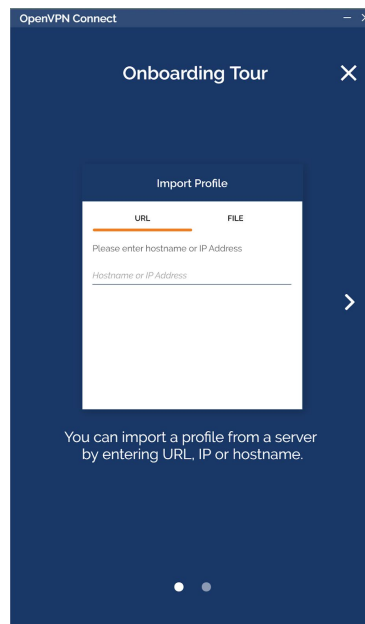 OpenVPN Connect
Onboarding Tour
Import Profile
URL FILE
Please enter hostname or IP Address
Hostname or IP Address
You can import a profile from a server
by entering URL, IP or hostname.